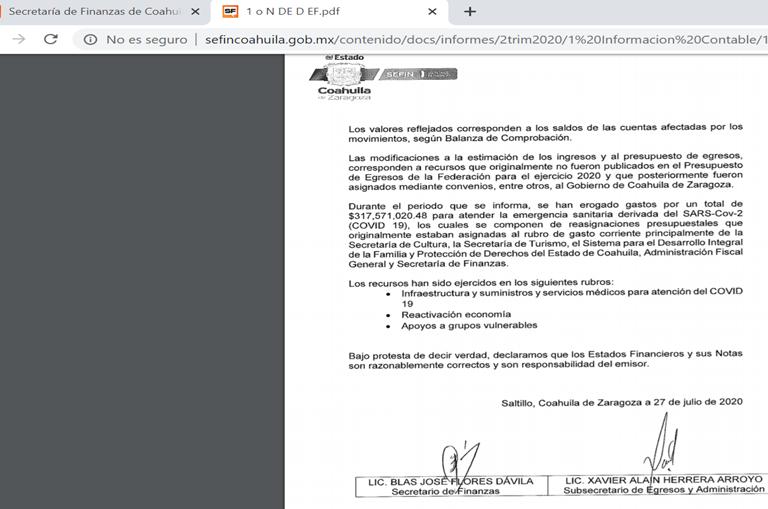 Secretaría de Finanzas de Coahui
SF 1 o N DE D EF.pdf
No es seguro | sefincoahuila.gob.mx/contenido/docs/informes/2trim2020/1%20Informacion%20Contable/1
Estado
SEFIN
Coahuila
de Zaragoza
Los valores reflejados corresponden a los saldos de las cuentas afectadas por los
movimientos, según Balanza de Comprobación.
Las modificaciones a la estimación de los ingresos y al presupuesto de egresos,
corresponden a recursos que originalmente no fueron publicados en el Presupuesto
de Egresos de la Federación para el ejercicio 2020 y que posteriormente fueron
asignados mediante convenios, entre otros, al Gobierno de Coahuila de Zaragoza.
Durante el periodo que se informa, se han erogado gastos por un total de
$317,571,020.48 para atender la emergencia sanitaria derivada del SARS-Cov-2
(COVID 19), los cuales se componen de reasignaciones presupuestales que
originalmente estaban asignadas al rubro de gasto corriente principalmente de la
Secretaría de Cultura, la Secretaría de Turismo, el Sistema para el Desarrollo Integral
de la Familia y Protección de Derechos del Estado de Coahuila, Administración Fiscal
General y Secretaría de Finanzas.
Los recursos han sido ejercidos en los siguientes rubros:
• Infraestructura y suministros y servicios médicos para atención del COVID
19
• Reactivación economía
• Apoyos a grupos vulnerables
Bajo protesta de decir verdad, declaramos que los Estados Financieros y sus Notas
son razonablemente correctos y son responsabilidad del emisor.
Saltillo, Coahuila de Zaragoza a 27 de julio de 2020
LIC. BLAS JOSÉ FLORES DÁVILA
Secretario de Finanzas
LIC. XAVIER ALAÍN HERRERA ARROYO
Subsecretario de Egresos y Administración